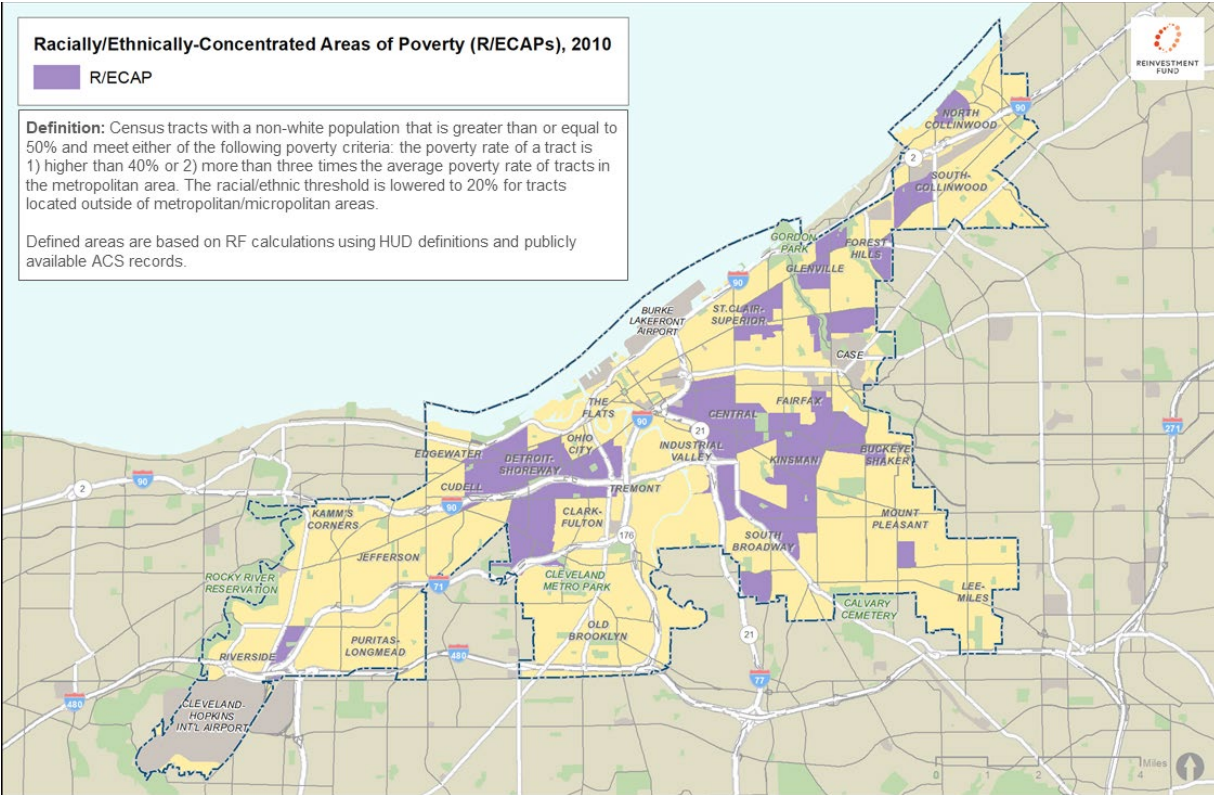 Racially/Ethnically-Concentrated Areas of Poverty (R/ECAPs), 2010
R/ECAP
Definition: Census tracts with a non-white population that is greater than or equal to
50% and meet either of the following poverty criteria: the poverty rate of a tract is
1) higher than 40% or 2) more than three times the average poverty rate of tracts in
the metropolitan area. The racial/ethnic threshold is lowered to 20% for tracts
located outside of metropolitan/micropolitan areas.
Defined areas are based on RF calculations using HUD definitions and publicly
available ACS records.
REINVESTMENT
FUND
NORTH
COLLINWOOD
90
2
SOUTH-
COLLINWOOD
GORDON
PARK
FOREST
HILLS
GLENVILLE
90
BURKE
LAKEFRONT
AIRPORT
ST.CLAIR-
SUPERIOR
CASE
THE
FLATS
90
CENTRAL
FAIRFAX
21
271
OHIO
CITY
INDUSTRIAL
VALLEY
EDGEWATER
DETROIT-
SHOREWAY
KINSMAN
BUCKEYE-
SHAKER
CUDELL
TREMONT
2
90
90
KAMM'S
CORNERS
CLARK-
FULTON
MOUNT
PLEASANT
176
SOUTH
BROADWAY
JEFFERSON
ROCKY RIVER
RESERVATION
71
CLEVELAND
METRO PARK
LEE-
MILES
CALVARY
CEMETERY
OLD
BROOKLYN
21
PURITAS-
LONGMEAD
RIVERSIDE
480
77
480
CLEVELAND-
HOPKINS
INT'L AIRPORT
Miles
0 1 2 4